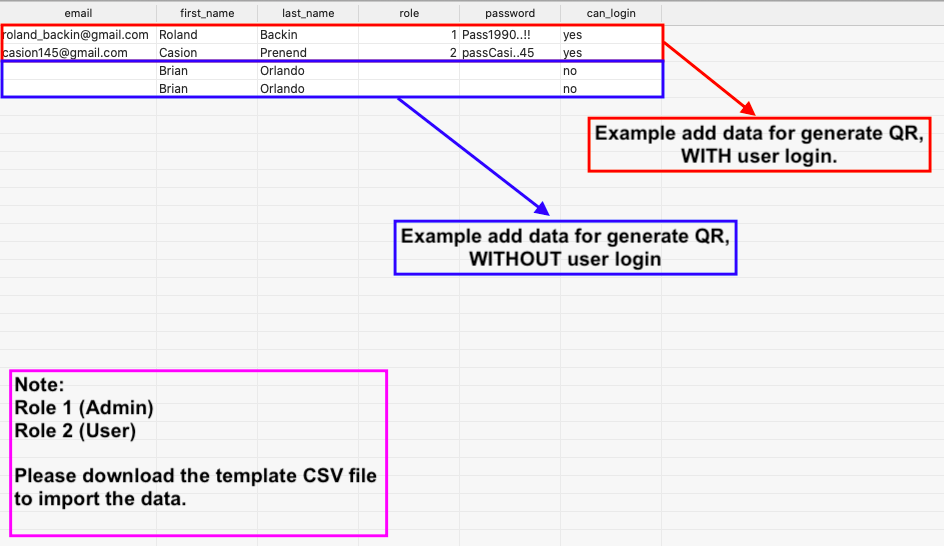 email first_name last_name role password can_login
roland_backin@gmail.com Roland Backin 1 Pass1990..!! yes
casion145@gmail.com Casion Prenend 2 passCasi..45 yes
Brian Orlando no
Brian Orlando no
Example add data for generate QR,
WITH user login.
Example add data for generate QR,
WITHOUT user login
Note:
Role 1 (Admin)
Role 2 (User)
Please download the template CSV file
to import the data.